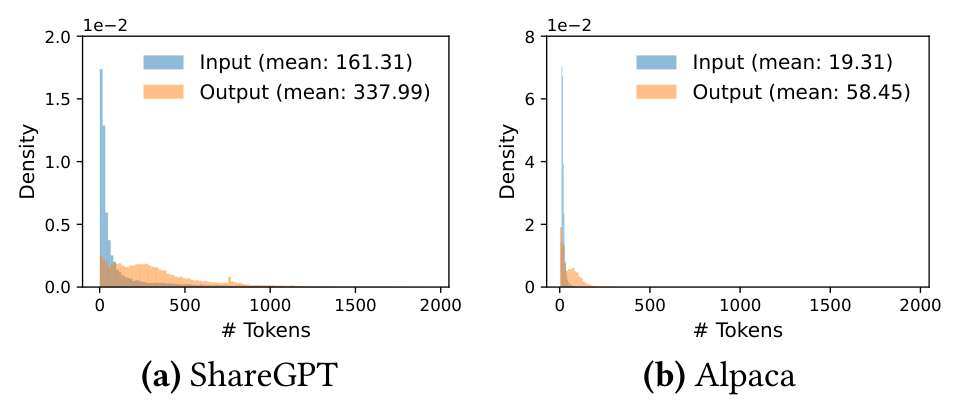 1e−2
2.0
1.5
1.0
0.5
0.0
Density
Input (mean: 161.31)
Output (mean: 337.99)
0 500 1000 1500 2000
# Tokens
(a) ShareGPT
1e−2
8
6
4
2
0
Density
Input (mean: 19.31)
Output (mean: 58.45)
0 500 1000 1500 2000
# Tokens
(b) Alpaca